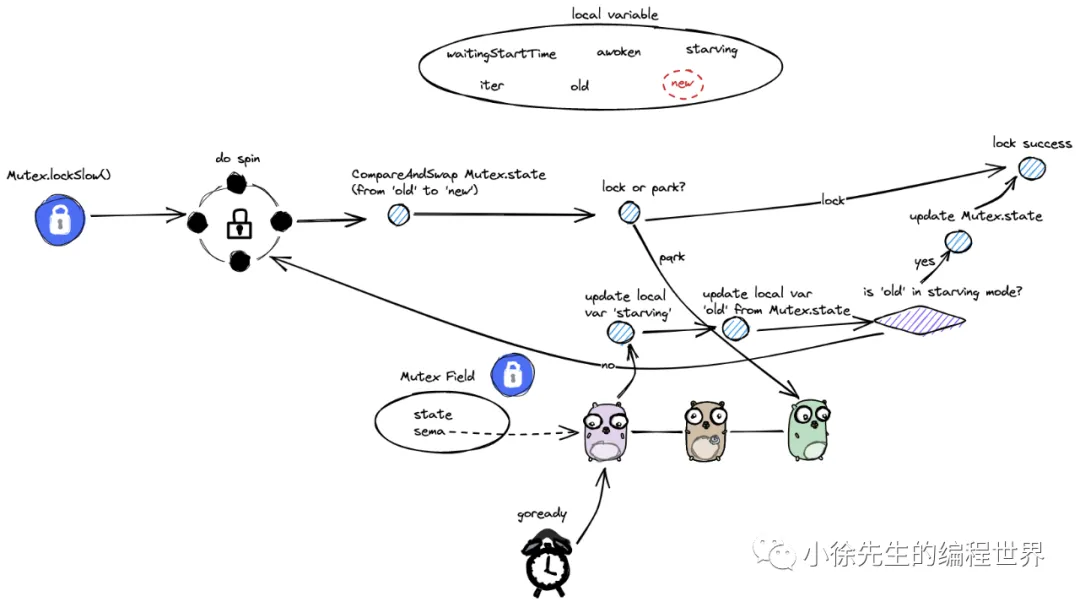 local variable
waitingStartTime awoken starving
iter old new
do spin
Mutex.lockSlow()
CompareAndSwap Mutex.state
(from 'old' to 'new')
lock or park?
lock
lock success
update Mutex.state
park
yes
update local
var 'starving'
update local var
'old' from Mutex.state
is 'old' in starving mode?
no
Mutex Field
state
sema
goready
小徐先生的编程世界